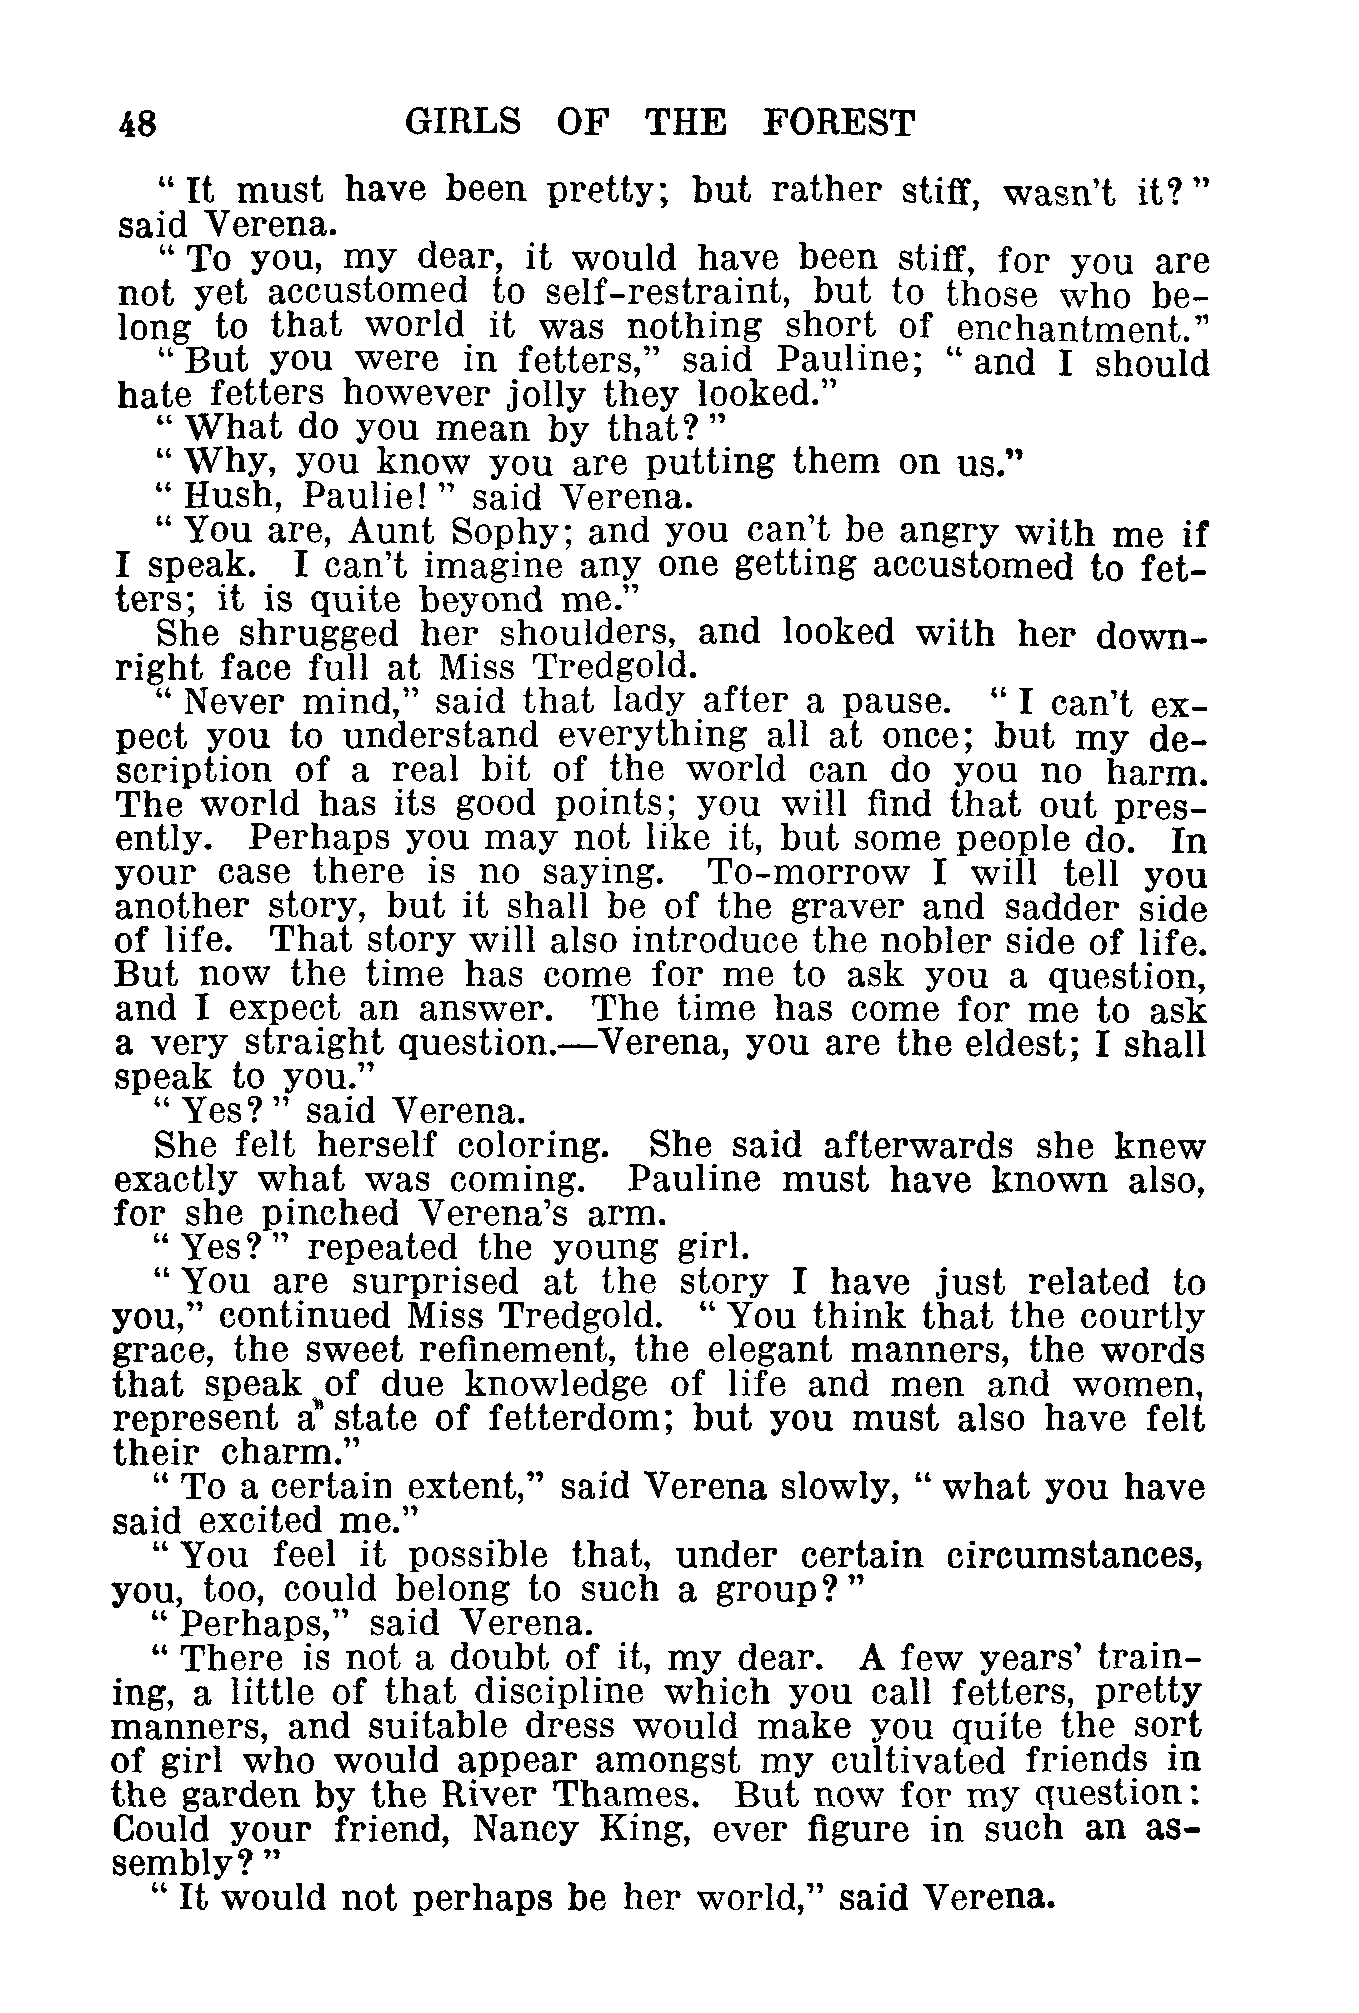 48 GIRLS OF THE FOREST
“ It must have been pretty; but rather stiff, wasn’t it? ”
said Verena.
“ To you, my dear, it would have been stiff, for you are
not yet accustomed to self-restraint, but to those who be-
long to that world it was nothing short of enchantment.”
“ But you were in fetters,” said Pauline; “ and I should
hate fetters however jolly they looked.”
“ What do you mean by that? ”
“ Why, you know you are putting them on us.”
“ Hush, Paulie! ” said Verena.
“ You are, Aunt Sophy; and you can’t be angry with me if
I speak. I can’t imagine any one getting accustomed to fet-
ters; it is quite beyond me.”
She shrugged her shoulders, and looked with her down-
right face full at Miss Tredgold.
“ Never mind,” said that lady after a pause. “ I can’t ex-
pect you to understand everything all at once; but my de-
scription of a real bit of the world can do you no harm.
The world has its good points; you will find that out pres-
ently. Perhaps you may not like it, but some people do. In
your case there is no saying. To-morrow I will tell you
another story, but it shall be of the graver and sadder side
of life. That story will also introduce the nobler side of life.
But now the time has come for me to ask you a question,
and I expect an answer. The time has come for me to ask
a very straight question.—Verena, you are the eldest; I shall
speak to you.”
“ Yes? ” said Verena.
She felt herself coloring. She said afterwards she knew
exactly what was coming. Pauline must have known also,
for she pinched Verena’s arm.
“ Yes? ” repeated the young girl.
“ You are surprised at the story I have just related to
you,” continued Miss Tredgold. “ You think that the courtly
grace, the sweet refinement, the elegant manners, the words
that speak of due knowledge of life and men and women,
represent a state of fetterdom; but you must also have felt
their charm.”
“ To a certain extent,” said Verena slowly, “ what you have
said excited me.”
“ You feel it possible that, under certain circumstances,
you, too, could belong to such a group? ”
“ Perhaps,” said Verena.
“ There is not a doubt of it, my dear. A few years’ train-
ing, a little of that discipline which you call fetters, pretty
manners, and suitable dress would make you quite the sort
of girl who would appear amongst my cultivated friends in
the garden by the River Thames. But now for my question:
Could your friend, Nancy King, ever figure in such an as-
sembly? ”
“ It would not perhaps be her world,” said Verena.